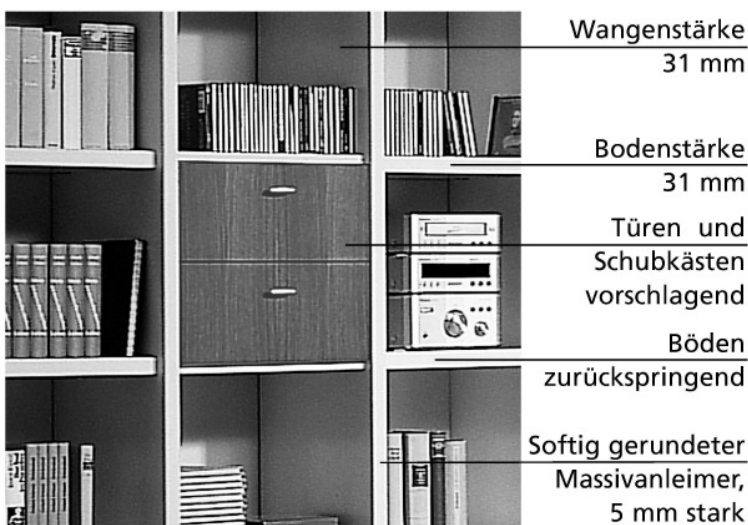 Wangenstärke
31 mm
Bodenstärke
31 mm
Türen und
Schubkästen
vorschlagend
Böden
zurückspringend
Softig gerundeter
Massivanleimer,
5 mm stark